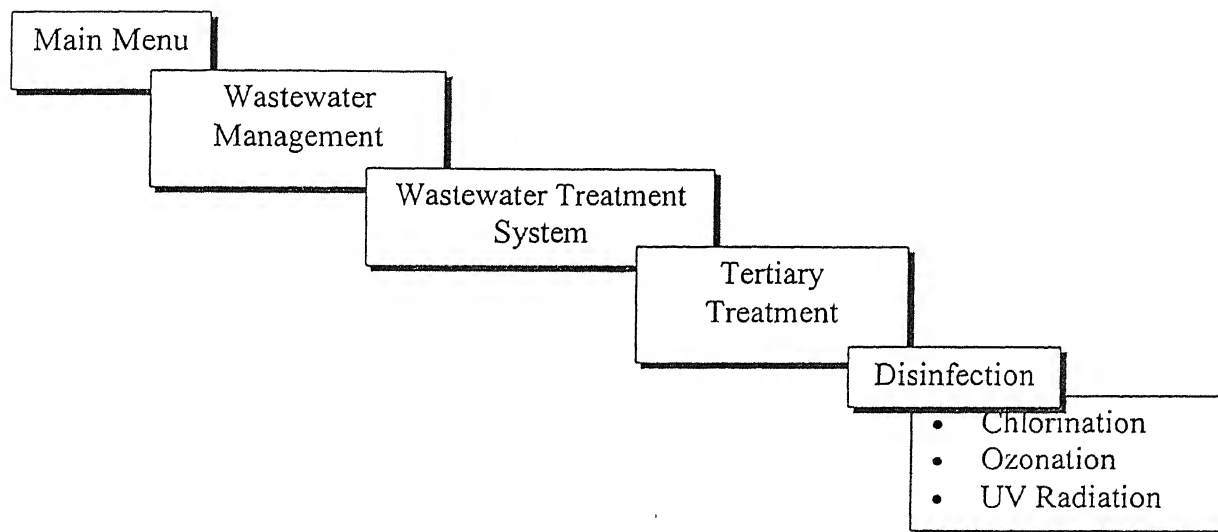 Main Menu
Wastewater
Management
Wastewater Treatment
System
Tertiary
Treatment
Disinfection
• Chlorination
• Ozonation
• UV Radiation